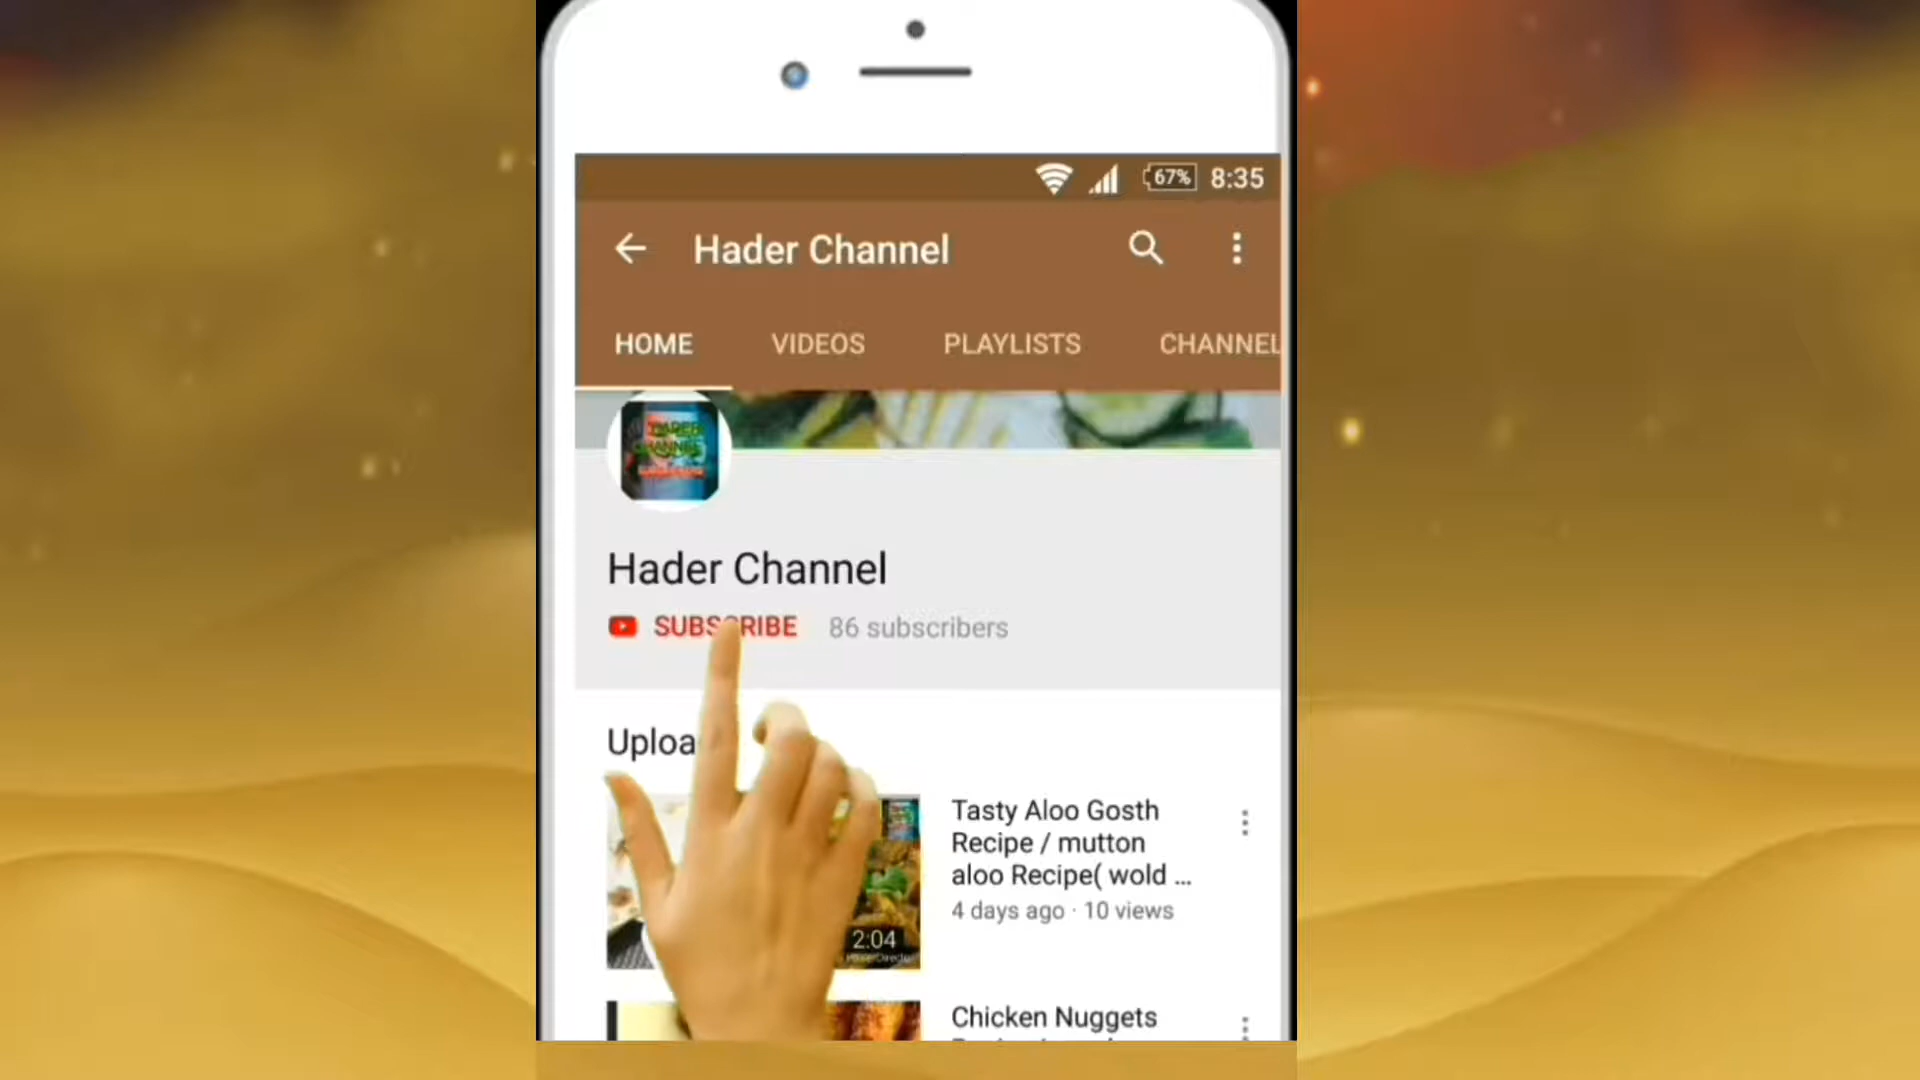 67% 8:35
Hader Channel
HOME VIDEOS PLAYLISTS CHANNEL
CHANNEL
Hader Channel
SUBSCRIBE 86 subscribers
Uploa
Tasty Aloo Gosth
Recipe / mutton
aloo Recipe( wold ...
4 days ago · 10 views
2:04
Chicken Nuggets